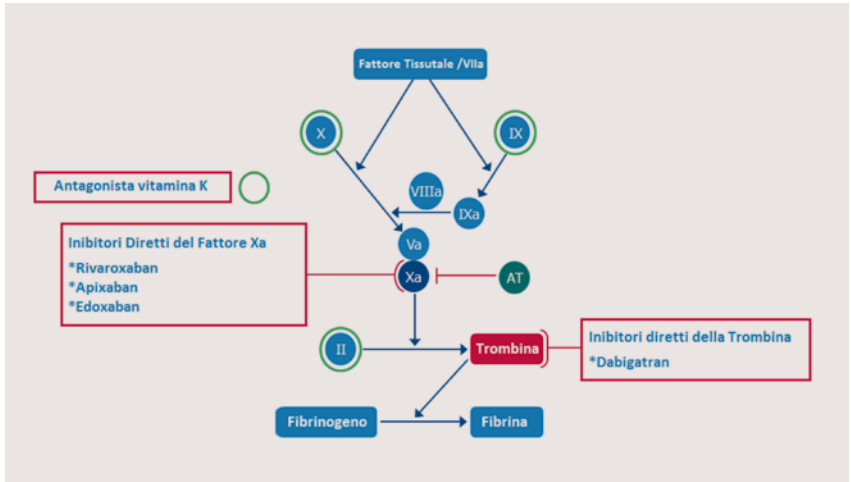 Fattore Tissutale /VIIa
X
IX
Antagonista vitamina K
VIIIa
IXa
Inibitori Diretti del Fattore Xa
*Rivaroxaban
*Apixaban
*Edoxaban
Va
Xa
AT
II
Trombina
Inibitori diretti della Trombina
*Dabigatran
Fibrinogeno
Fibrina